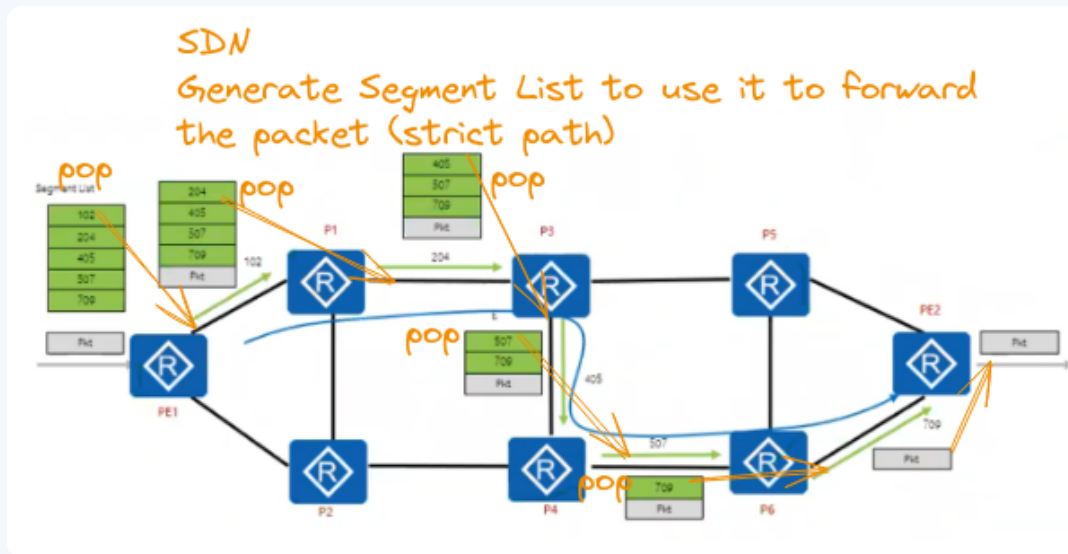 SDN
Generate Segment List to use it to forward
the packet (strict path)
pop
Segment List
102
204
405
507
709
Pkt
PE1
pop
204
405
507
709
Pkt
102
P1
204
pop
405
507
709
Pkt
P3
pop
507
709
Pkt
405
P2
P4
507
pop
709
Pkt
P6
P5
PE2
709
Pkt
Pkt
R
R
R
R
R
R
R
R